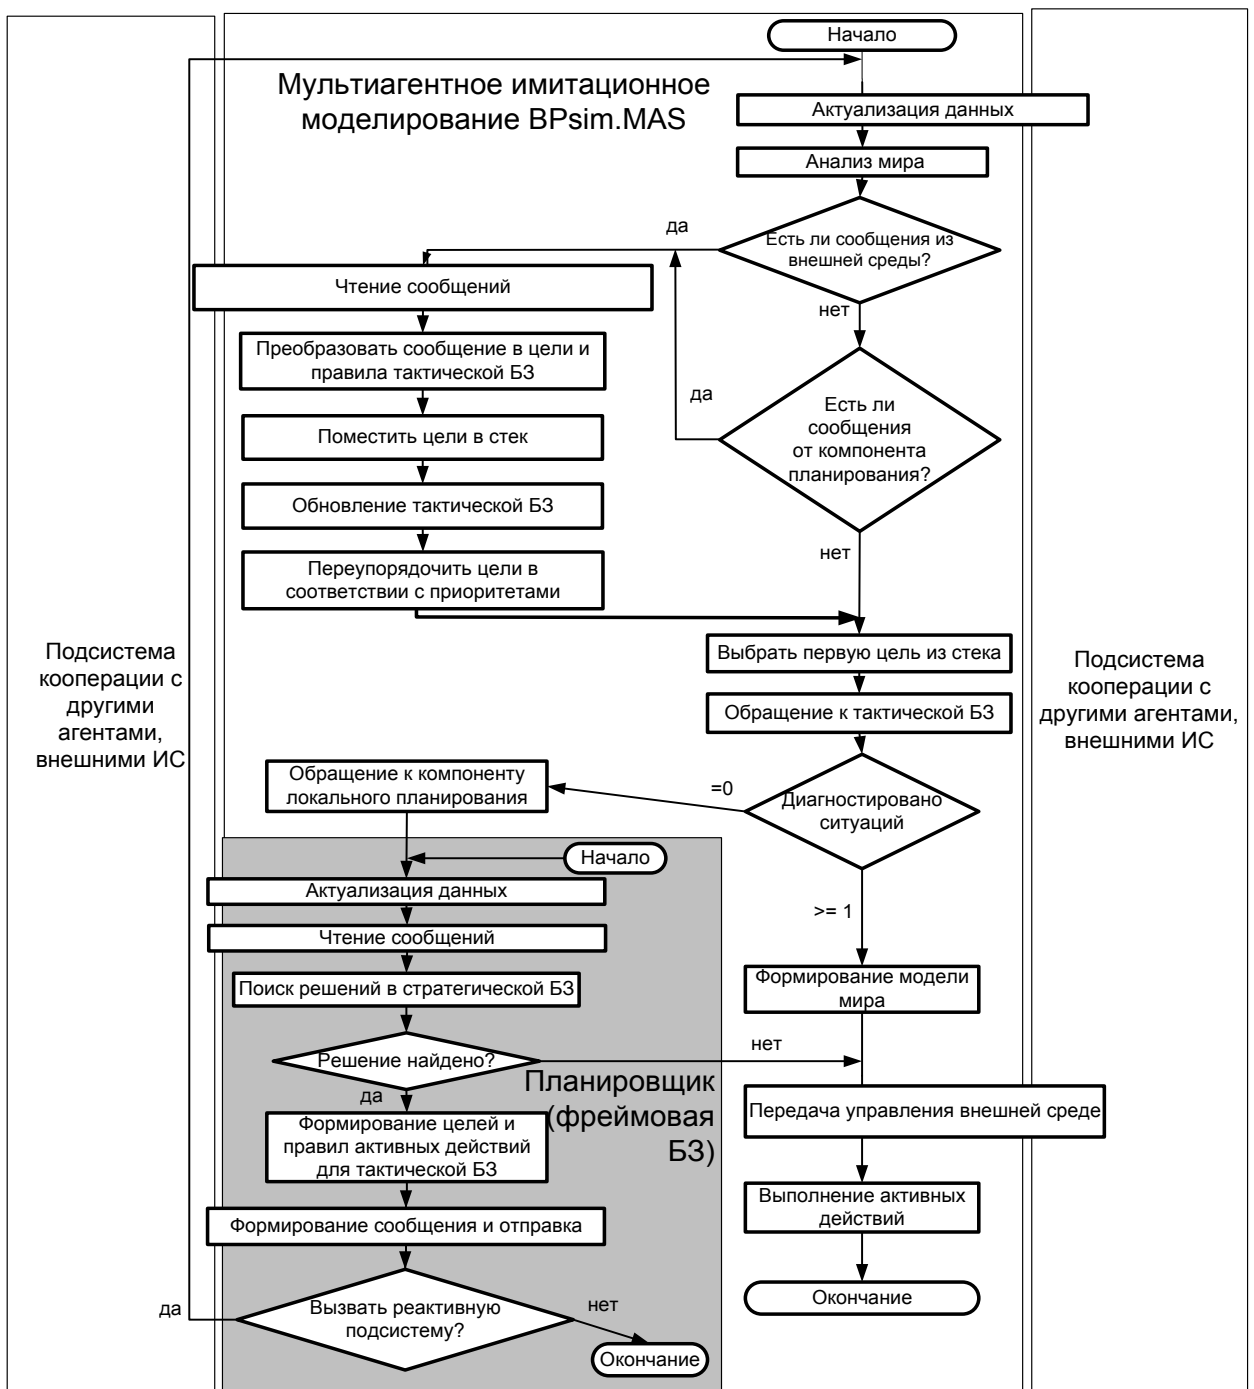 Начало
Мультиагентное имитационное
моделирование BPsim.MAS
Актуализация данных
Анализ мира
да
Есть ли сообщения из
внешней среды?
Чтение сообщений
нет
Преобразовать сообщение в цели и
правила тактической БЗ
да
Есть ли
сообщения
от компонента
планирования?
Поместить цели в стек
Обновление тактической БЗ
нет
Переупорядочить цели в
соответствии с приоритетами
Подсистема
кооперации с
другими
агентами,
внешними ИС
Выбрать первую цель из стека
Подсистема
кооперации с
другими агентами,
внешними ИС
Обращение к тактической БЗ
Обращение к компоненту
локального планирования
=0
Диагностировано
ситуаций
Начало
Актуализация данных
>= 1
Чтение сообщений
Поиск решений в стратегической БЗ
Формирование модели
мира
Решение найдено?
нет
да
Планировщик
(фреймовая
БЗ)
Формирование целей и
правил активных действий
для тактической БЗ
Передача управления внешней среде
Формирование сообщения и отправка
Выполнение активных
действий
да
Вызвать реактивную
подсистему?
нет
Окончание
Окончание